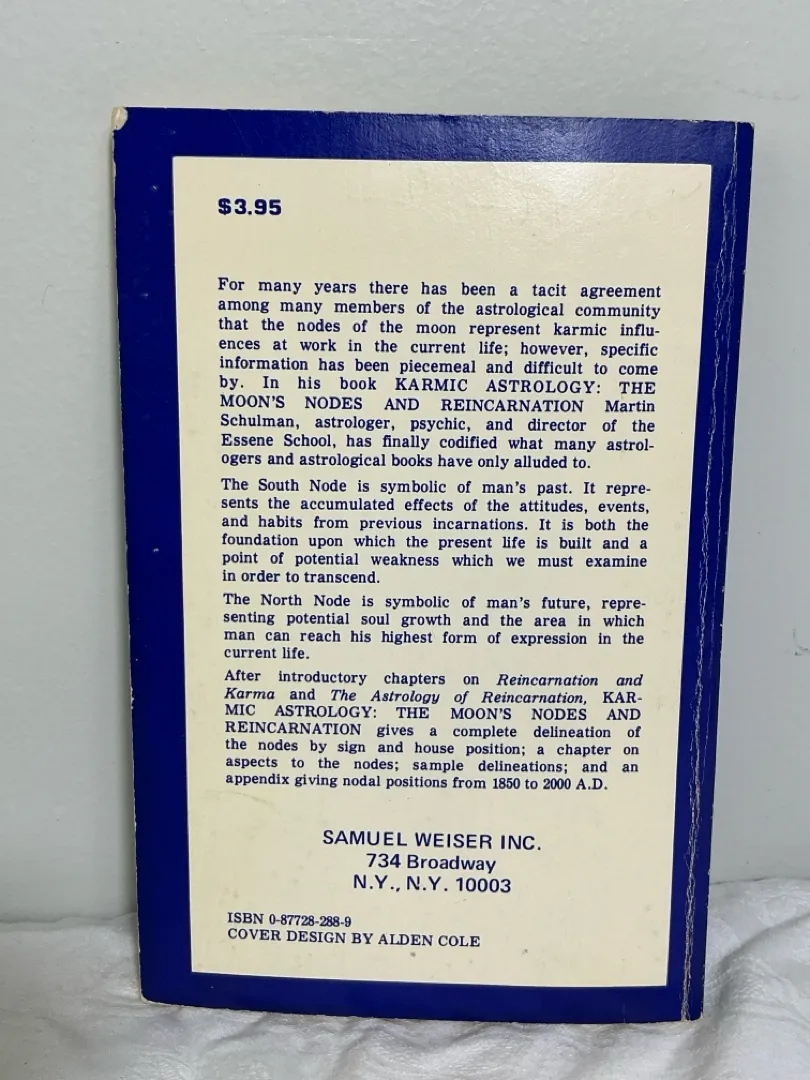 $3.95
For many years there has been a tacit agreement
among many members of the astrological community
that the nodes of the moon represent karmic influ-
ences at work in the current life; however, specific
information has been piecemeal and difficult to come
by. In his book KARMIC ASTROLOGY: THE
MOON'S NODES AND REINCARNATION Martin
Schulman, astrologer, psychic, and director of the
Essene School, has finally codified what many astrol-
ogers and astrological books have only alluded to.
The South Node is symbolic of man's past. It repre-
sents the accumulated effects of the attitudes, events,
and habits from previous incarnations. It is both the
foundation upon which the present life is built and a
point of potential weakness which we must examine
in order to transcend.
The North Node is symbolic of man's future, repre-
senting potential soul growth and the area in which
man can reach his highest form of expression in the
current life.
After introductory chapters on Reincarnation and
Karma and The Astrology of Reincarnation, KAR-
MIC ASTROLOGY: THE MOON'S NODES AND
REINCARNATION gives a complete delineation of
the nodes by sign and house position; a chapter on
aspects to the nodes; sample delineations; and an
appendix giving nodal positions from 1850 to 2000 A.D.
SAMUEL WEISER INC.
734 Broadway
N.Y., N.Y. 10003
ISBN 0-87728-288-9
COVER DESIGN BY ALDEN COLE